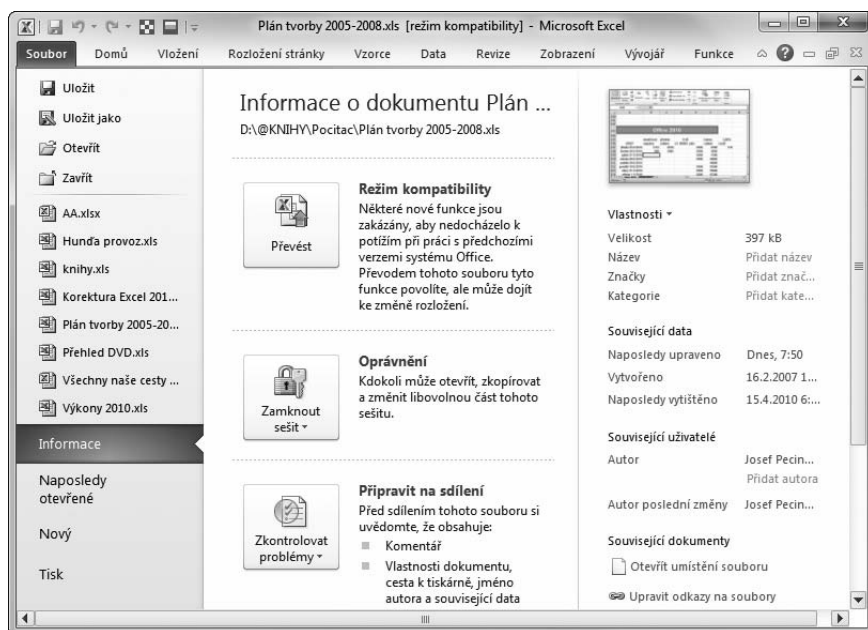 Plán tvorby 2005-2008.xls [režim kompatibility] - Microsoft Excel
Soubor Domů Vložení Rozložení stránky Vzorce Data Revize Zobrazení Vývojář Funkce
Uložit
Uložit jako
Otevřít
Zavřít
AA.xlsx
Hunďa provoz.xls
knihy.xls
Korektura Excel 201...
Plán tvorby 2005-20...
Přehled DVD.xls
Všechny naše cesty ...
Výkony 2010.xls
Informace
Naposledy
otevřené
Nový
Tisk
Informace o dokumentu Plán ...
D:\@KNIHY\Pocitac\Plán tvorby 2005-2008.xls
Převést
Režim kompatibility
Některé nové funkce jsou
zakázány, aby nedocházelo k
potížím při práci s předchozími
verzemi systému Office.
Převodem tohoto souboru tyto
funkce povolíte, ale může dojít
ke změně rozložení.
Zamknout
sešit
Oprávnění
Kdokoli může otevřít, zkopírovat
a změnit libovolnou část tohoto
sešitu.
Zkontrolovat
problémy
Připravit na sdílení
Před sdílením tohoto souboru si
uvědomte, že obsahuje:
Komentář
Vlastnosti dokumentu,
cesta k tiskárně, jméno
autora a související data
Office 2010
Vlastnosti
Velikost 397 kB
Název Přidat název
Značky Přidat znač...
Kategorie Přidat kate...
Související data
Naposledy upraveno Dnes, 7:50
Vytvořeno 16.2.2007 1...
Naposledy vytištěno 15.4.2010 6:...
Související uživatelé
Autor Josef Pecin...
Přidat autora
Autor poslední změny Josef Pecin...
Související dokumenty
Otevřít umístění souboru
Upravit odkazy na soubory